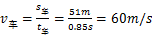 v车 = s车/t车 = 51m/0.85s = 60m/s